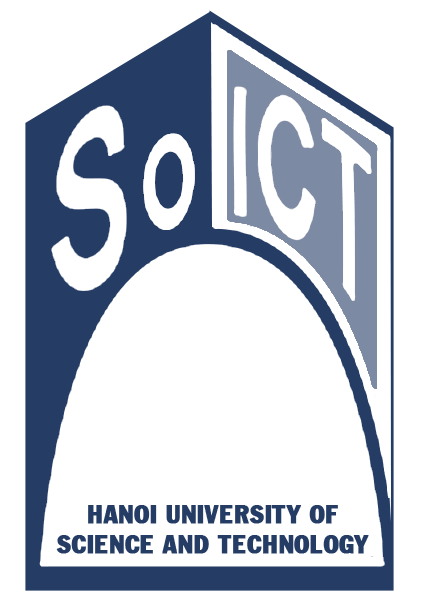 SoICT
HANOI UNIVERSITY OF
SCIENCE AND TECHNOLOGY